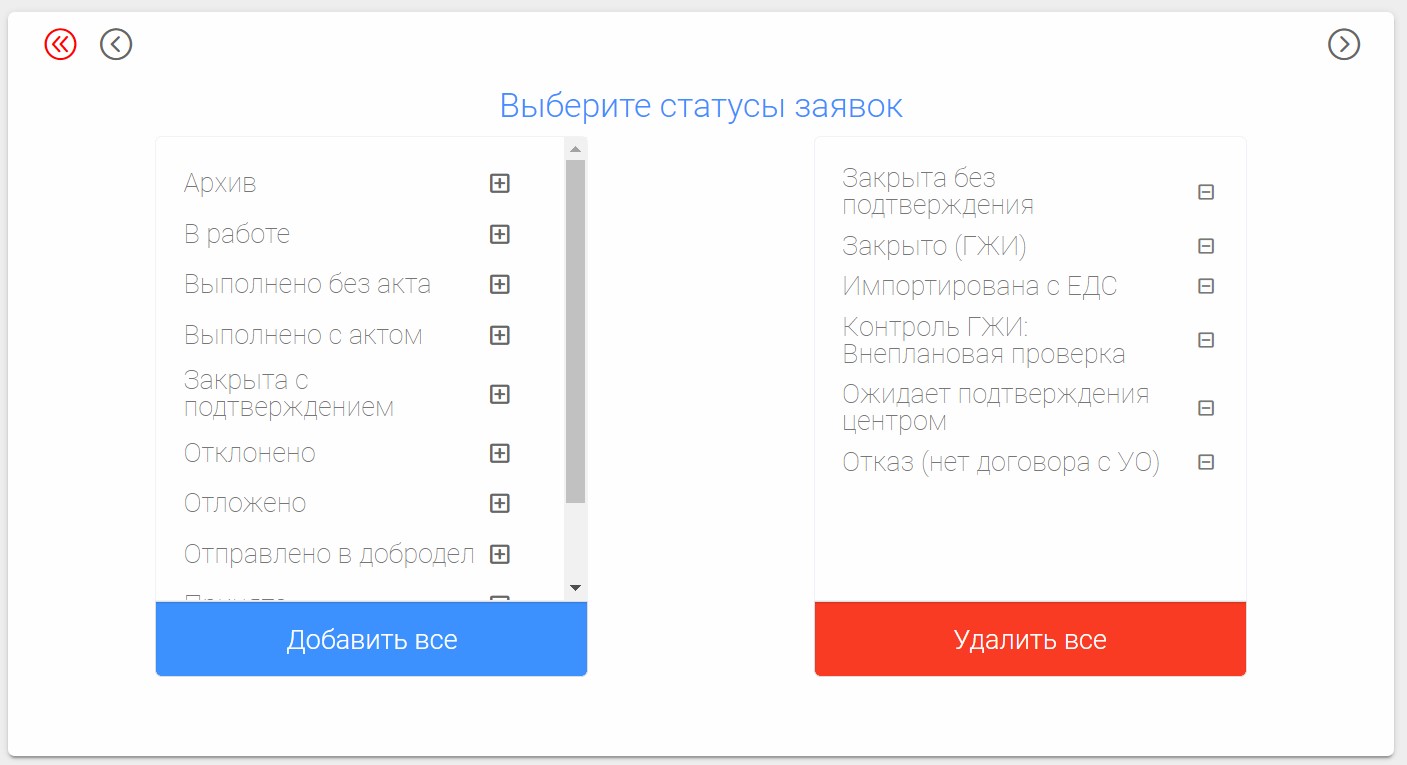 Выберите статусы заявок
Архив
В работе
Выполнено без акта
Выполнено с актом
Закрыта с
подтверждением
Отклонено
Отложено
Отправлено в добродел
Добавить все
Закрыта без
подтверждения
Закрыто (ГЖИ)
Импортирована с ЕДС
Контроль ГЖИ:
Внеплановая проверка
Ожидает подтверждения
центром
Отказ (нет договора с УО)
Удалить все